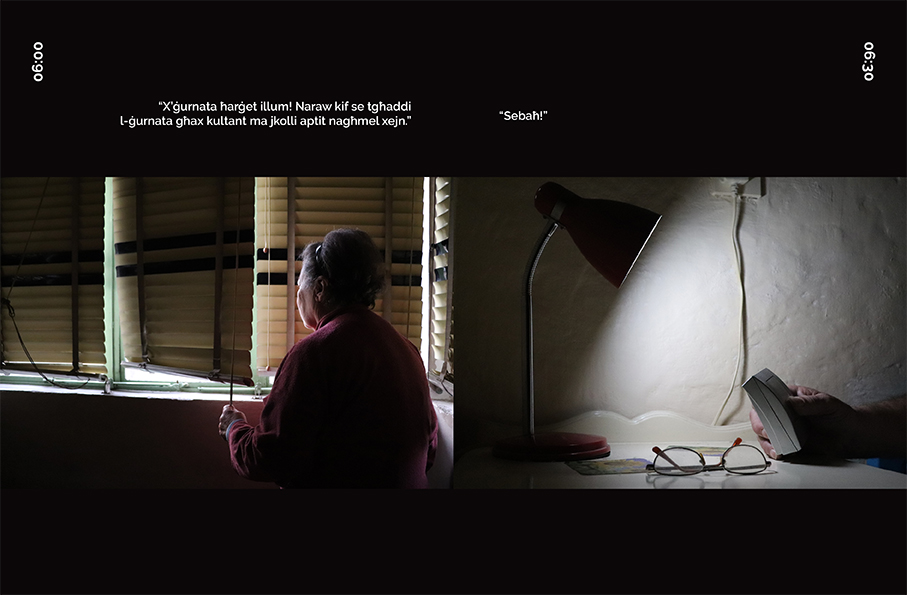 06:00
“X’ġurnata ħarġet illum! Naraw kif se tgħaddi
l-ġurnata għax kultant ma jkolli aptit nagħmel xejn.”
06:30
“Sebaħ!”